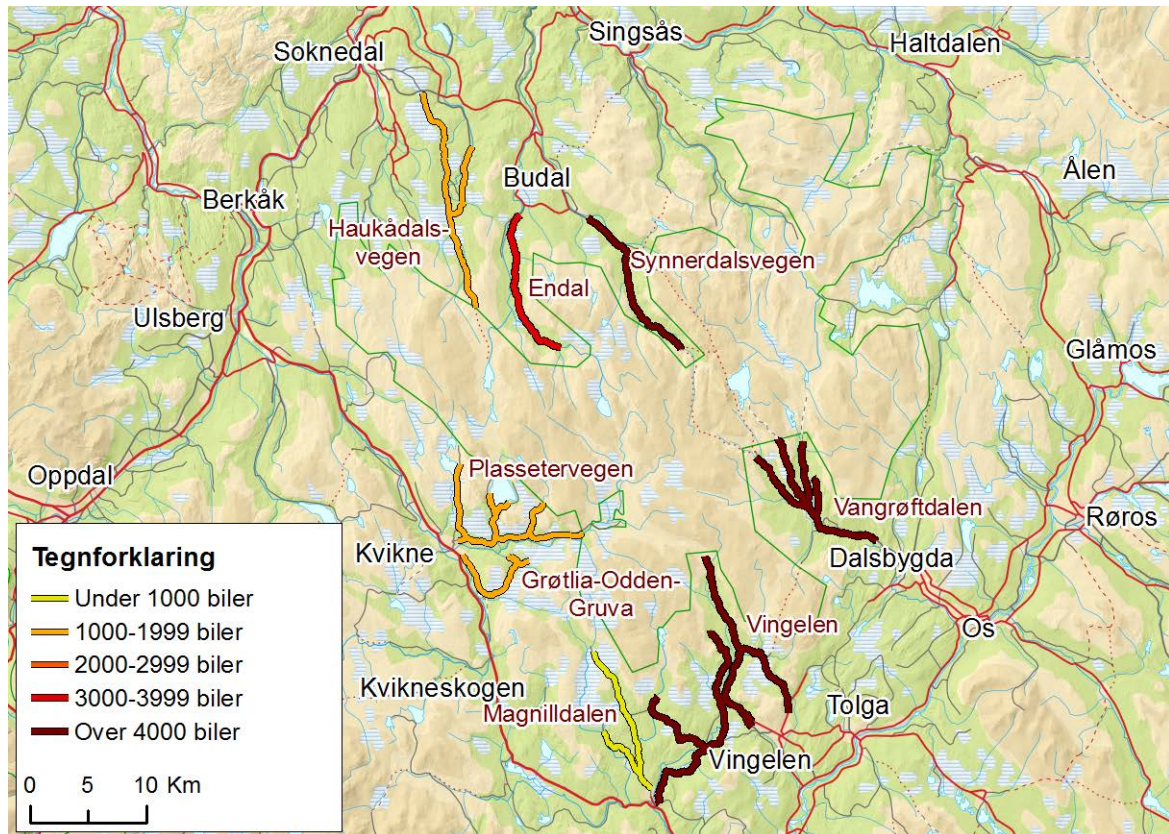 Soknedal
Singsås
Haltdalen
Ålen
Budal
Berkåk
Haukådals-
vegen
Synnerdalsvegen
Endal
Ulsberg
Glåmos
Oppdal
Plassetervegen
Vangrøftdalen
Røros
Kvikne
Dalsbygda
Grøtlia-Odden-
Gruva
Vingelen
Os
Kvikneskogen
Magnilldalen
Tolga
Vingelen
Tegnforklaring
Under 1000 biler
1000-1999 biler
2000-2999 biler
3000-3999 biler
Over 4000 biler
0 5 10 Km